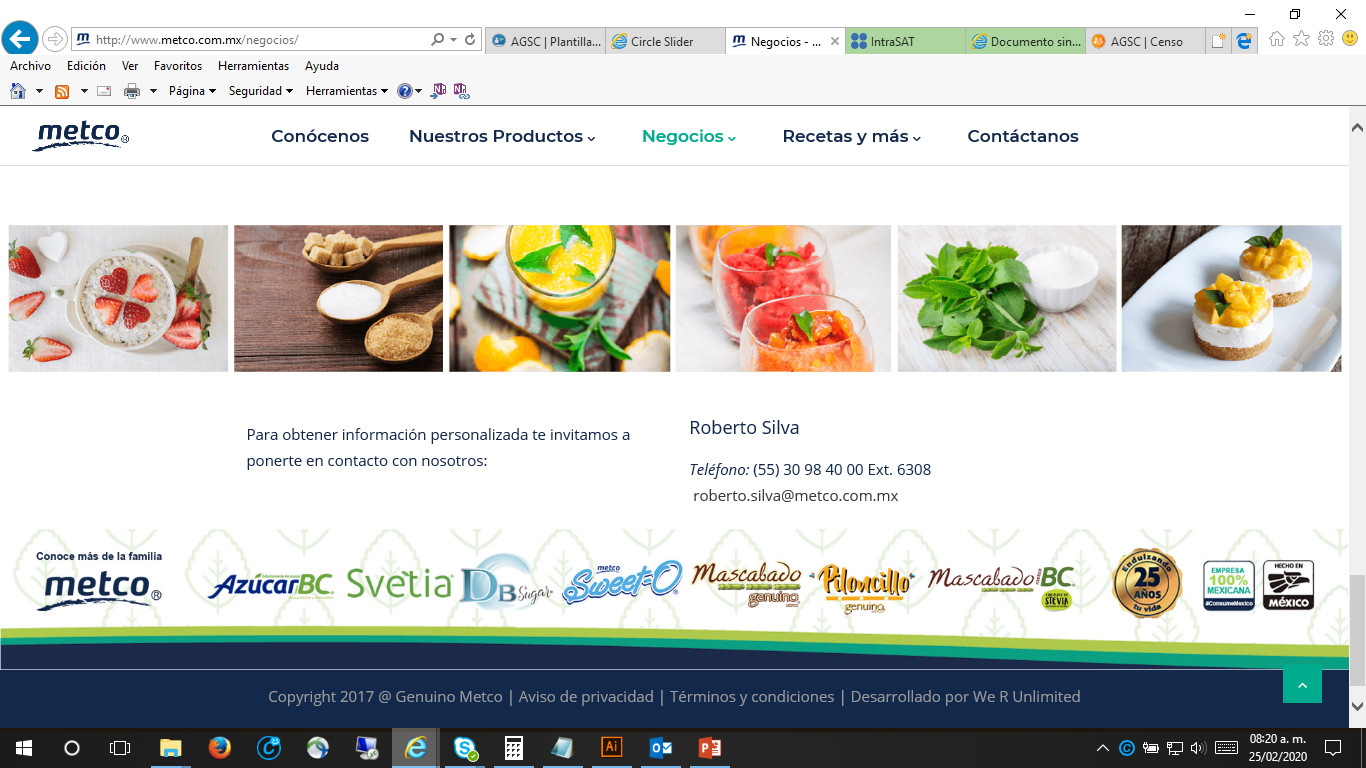 http://www.metco.com.mx/negocios/
AGSC | Plantilla...
Circle Slider
Negocios - ...
IntraSAT
Documento sin...
AGSC | Censo
Archivo Edición Ver Favoritos Herramientas Ayuda
Página Seguridad Herramientas
metco®
Conócenos
Nuestros Productos
Negocios
Recetas y más
Contáctanos
Para obtener información personalizada te invitamos a
ponerte en contacto con nosotros:
Roberto Silva
Teléfono: (55) 30 98 40 00 Ext. 6308
roberto.silva@metco.com.mx
Conoce más de la familia
metco®
AzúcarBC.
Svetia
DB Sugar
metco
Sweet-O
Mascabado
genuino
Piloncillo
genuino
Mascabado BC
STEVIA
Endulzando
25
AÑOS
tu vida
EMPRESA
100%
MEXICANA
#ConsumeMexico
HECHO EN
MÉXICO
Copyright 2017 @ Genuino Metco | Aviso de privacidad | Términos y condiciones | Desarrollado por We R Unlimited
08:20 a. m.
25/02/2020